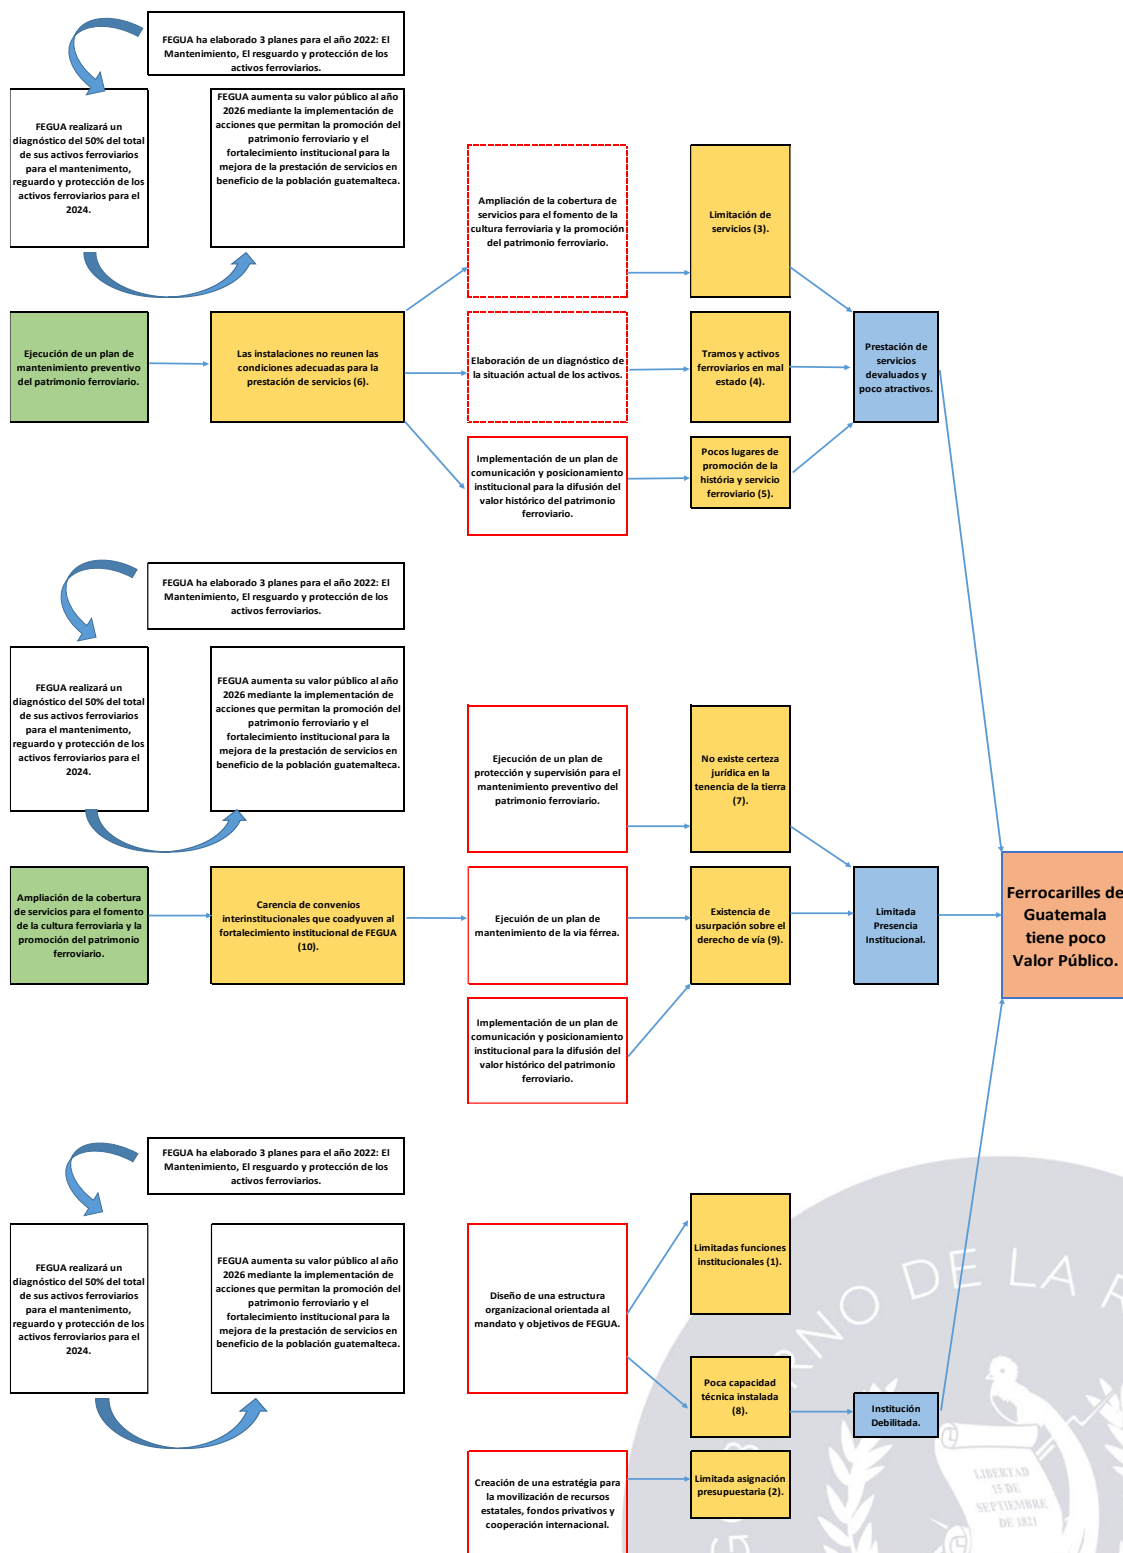 FEGUA ha elaborado 3 planes para el año 2022: El
Mantenimiento, El resguardo y protección de los
activos ferroviarios.
FEGUA realizará un
diagnóstico del 50% del total
de sus activos ferroviarios
para el mantenimento,
reguardo y protección de los
activos ferroviarios para el
2024.
FEGUA aumenta su valor público al año
2026 mediante la implementación de
acciones que permitan la promoción del
patrimonio ferroviario y el
fortalecimiento institucional para la
mejora de la prestación de servicios en
beneficio de la población guatemalteca.
Ampliación de la cobertura de
servicios para el fomento de la
cultura ferroviaria y la promoción
del patrimonio ferroviario.
Limitación de
servicios (3).
Ejecución de un plan de
mantenimiento preventivo
del patrimonio ferroviario.
Las instalaciones no reunen las
condiciones adecuadas para la
prestación de servicios (6).
Elaboración de un diagnóstico de
la situación actual de los activos.
Tramos y activos
ferroviarios en mal
estado (4).
Prestación de
servicios
devaluados y
poco atractivos.
Implementación de un plan de
comunicación y posicionamiento
institucional para la difusión del
valor histórico del patrimonio
ferroviario.
Pocos lugares de
promoción de la
história y servicio
ferroviario (5).
FEGUA ha elaborado 3 planes para el año 2022: El
Mantenimiento, El resguardo y protección de los
activos ferroviarios.
FEGUA realizará un
diagnóstico del 50% del total
de sus activos ferroviarios
para el mantenimento,
reguardo y protección de los
activos ferroviarios para el
2024.
FEGUA aumenta su valor público al año
2026 mediante la implementación de
acciones que permitan la promoción del
patrimonio ferroviario y el
fortalecimiento institucional para la
mejora de la prestación de servicios en
beneficio de la población guatemalteca.
Ejecución de un plan de
protección y supervisión para el
mantenimiento preventivo del
patrimonio ferroviario.
No existe certeza
jurídica en la
tenencia de la tierra
(7).
Ampliación de la cobertura
de servicios para el fomento
de la cultura ferroviaria y la
promoción del patrimonio
ferroviario.
Carencia de convenios
interinstitucionales que coadyuven al
fortalecimiento institucional de FEGUA
(10).
Ejecución de un plan de
mantenimiento de la via férrea.
Existencia de
usurpación sobre el
derecho de vía (9).
Limitada
Presencia
Institucional.
Ferrocarilles de
Guatemala
tiene poco
Valor Público.
Implementación de un plan de
comunicación y posicionamiento
institucional para la difusión del
valor histórico del patrimonio
ferroviario.
FEGUA ha elaborado 3 planes para el año 2022: El
Mantenimiento, El resguardo y protección de los
activos ferroviarios.
FEGUA realizará un
diagnóstico del 50% del total
de sus activos ferroviarios
para el mantenimento,
reguardo y protección de los
activos ferroviarios para el
2024.
FEGUA aumenta su valor público al año
2026 mediante la implementación de
acciones que permitan la promoción del
patrimonio ferroviario y el
fortalecimiento institucional para la
mejora de la prestación de servicios en
beneficio de la población guatemalteca.
Diseño de una estructura
organizacional orientada al
mandato y objetivos de FEGUA.
Limitadas funciones
institucionales (1).
Poca capacidad
técnica instalada
(8).
Institución
Debilitada.
Creación de una estratégia para
la movilización de recursos
estatales, fondos privativos y
cooperación internacional.
Limitada asignación
presupuestaria (2).
RNO DE LA R
LIBERTAD
15 DE
SEPTIEMBRE
DE 1821